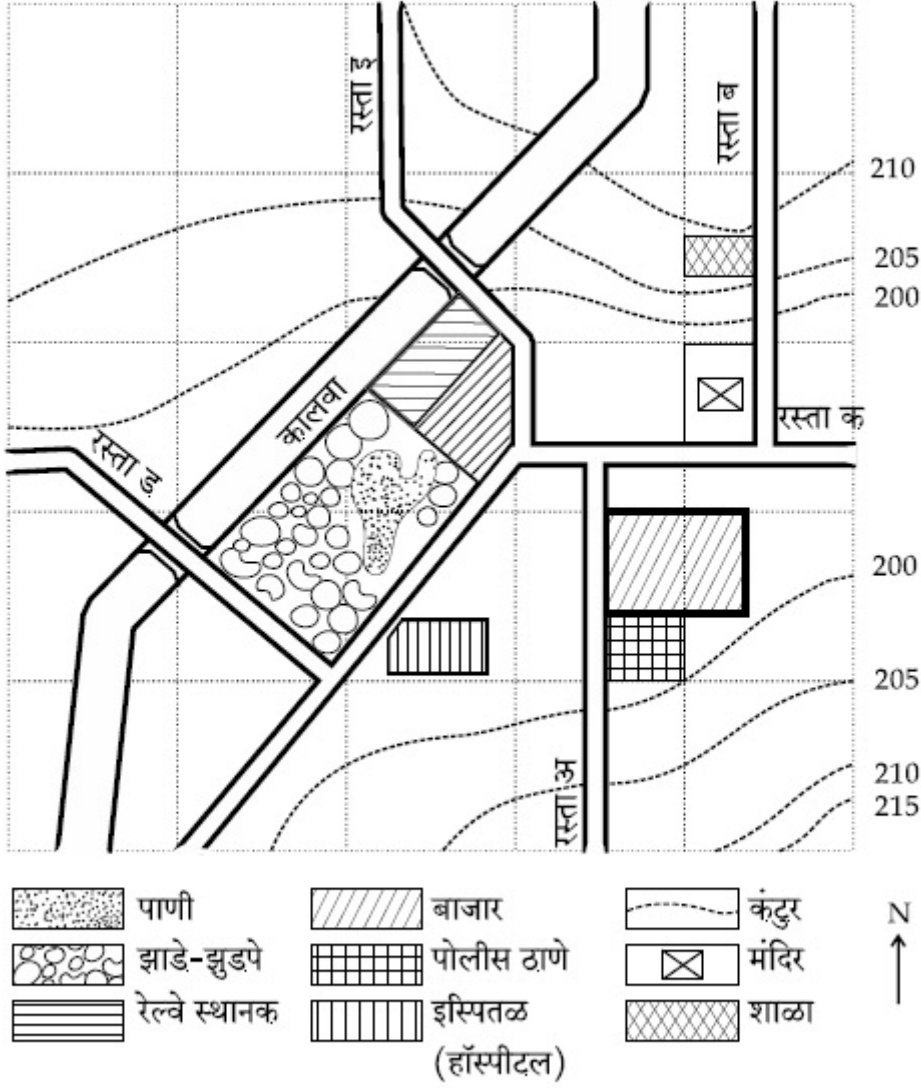 रस्ता इ
रस्ता ब
210
205
200
कालवा
रस्ता क
रस्ता ड
200
205
210
215
रस्ता अ
पाणी
बाजार
कंटुर
N
झाडे-झुडपे
पोलीस ठाणे
मंदिर
रेल्वे स्थानक
इस्पितळ
(हॉस्पीटल)
शाळा